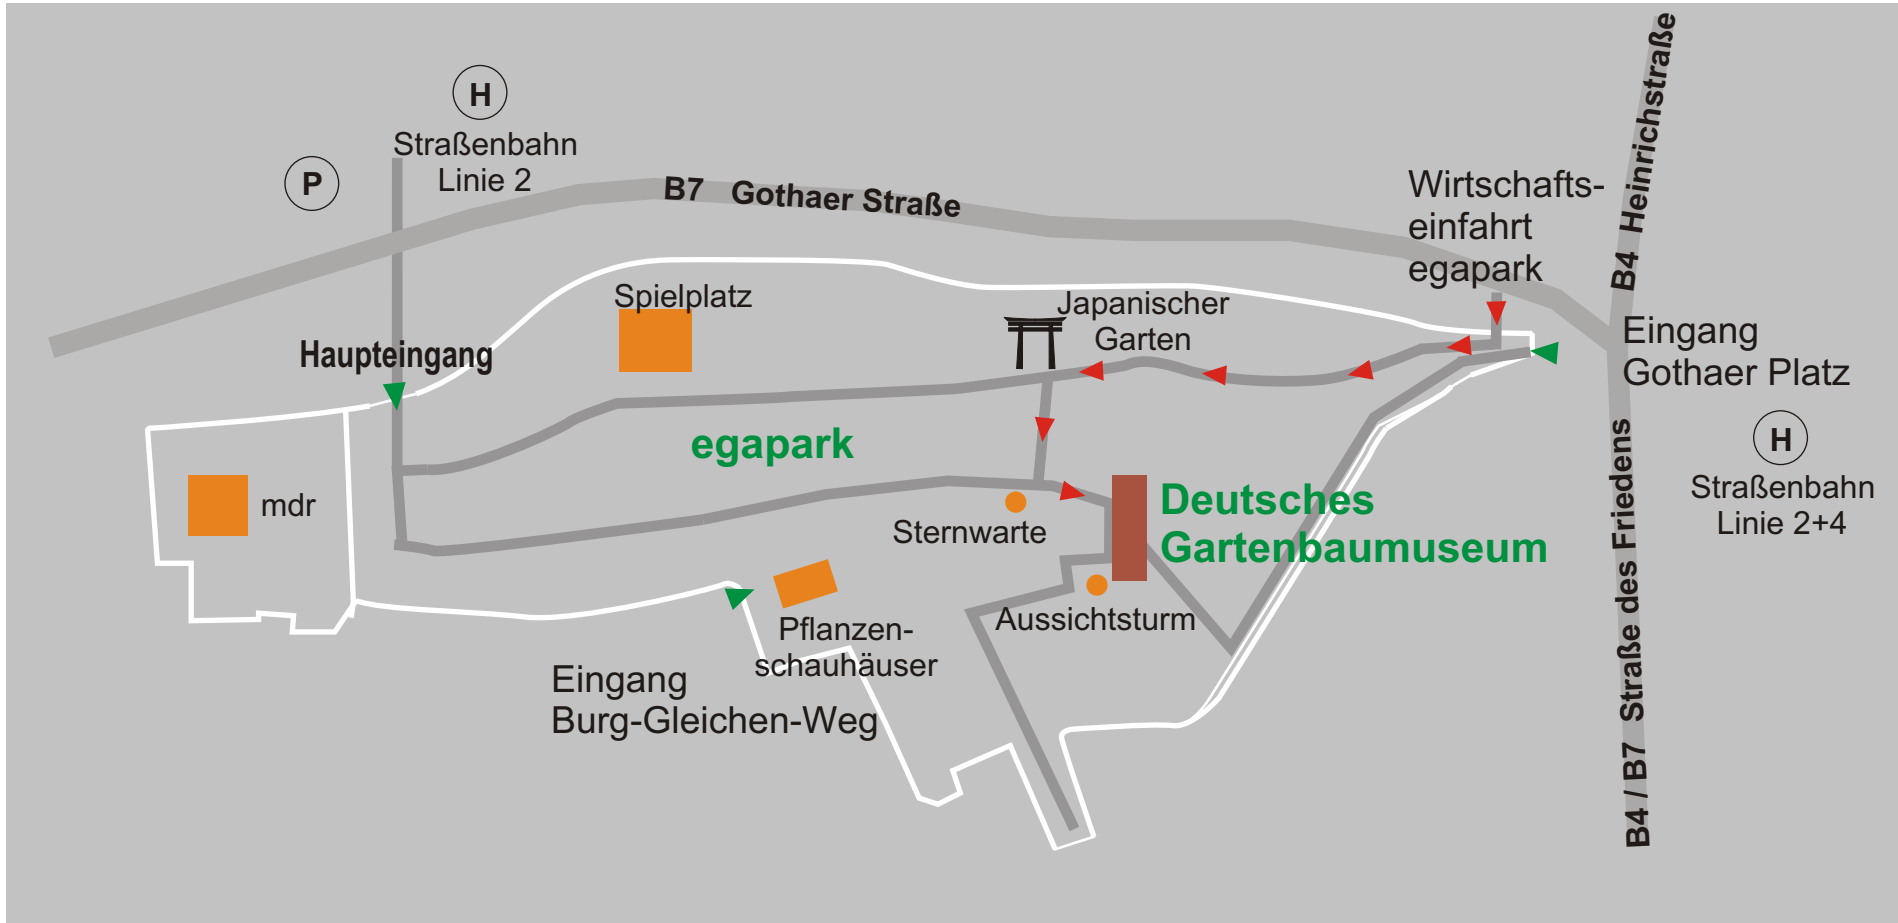 H
Straßenbahn
Linie 2
P
B7 Gothaer Straße
B4 Heinrichstraße
Wirtschafts-
einfahrt
egapark
Spielplatz
Japanischer
Garten
Haupteingang
Eingang
Gothaer Platz
H
Straßenbahn
Linie 2+4
egapark
mdr
Sternwarte
Deutsches
Gartenbaumuseum
Aussichtsturm
Pflanzen-
schauhäuser
Eingang
Burg-Gleichen-Weg
B4 / B7 Straße des Friedens